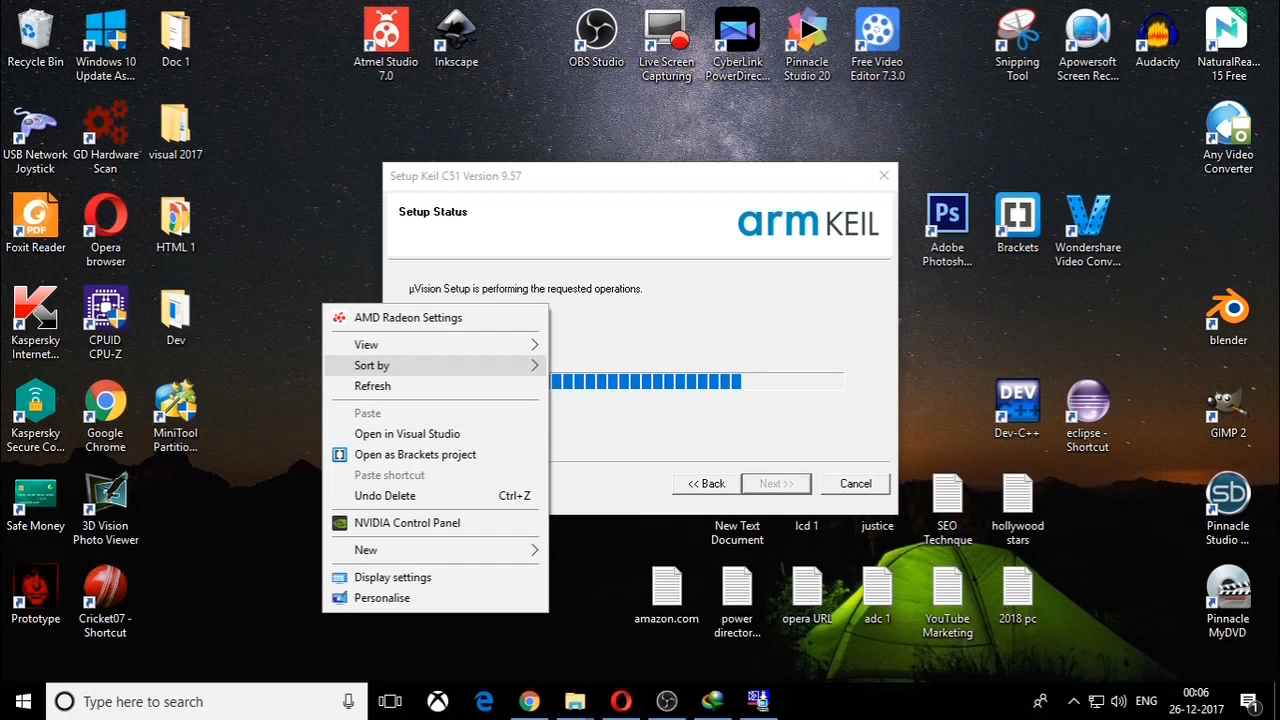 Recycle Bin
Windows 10
Update As...
Doc 1
Atmel Studio
7.0
Inkscape
OBS Studio
Live Screen
Capturing
CyberLink
PowerDirec...
Pinnacle
Studio 20
Free Video
Editor 7.3.0
Snipping
Tool
Apowersoft
Screen Rec...
Audacity
free
NaturalRea...
15 Free
USB Network
Joystick
GD Hardware
Scan
visual 2017
Any Video
Converter
Setup Keil C51 Version 9.57
Setup Status
arm KEIL
µVision Setup is performing the requested operations.
<< Back
Next >>
Cancel
PDF
Foxit Reader
Opera
browser
HTML 1
Ps
Adobe
Photosh...
Brackets
Wondershare
Video Conv...
Kaspersky
Internet...
CPUID
CPU-Z
Dev
blender
AMD Radeon Settings
View
Sort by
Refresh
Paste
Open in Visual Studio
Open as Brackets project
Paste shortcut
Undo Delete Ctrl+Z
NVIDIA Control Panel
New
Display settings
Personalise
Kaspersky
Secure Co...
Google
Chrome
MiniTool
Partitio...
DEV
Dev-C++
eclipse -
Shortcut
GIMP 2
Safe Money
3D Vision
Photo Viewer
New Text
Document
lcd 1
justice
SEO
Technque
hollywood
stars
Pinnacle
Studio ...
Prototype
Cricket07 -
Shortcut
amazon.com
power
director...
opera URL
adc 1
YouTube
Marketing
2018 pc
Pinnacle
MyDVD
Type here to search
ENG
00:06
26-12-2017
1